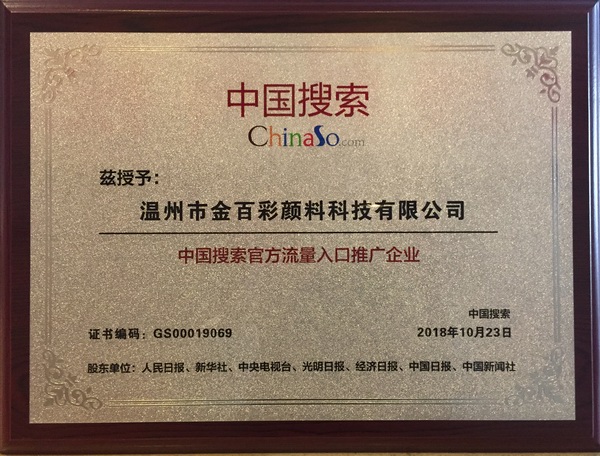 中国搜索
ChinaSo.com
兹授予：
温州市金百彩颜料科技有限公司
中国搜索官方流量入口推广企业
中国搜索
证书编码：GS00019069 2018年10月23日
股东单位：人民日报、新华社、中央电视台、光明日报、经济日报、中国日报、中国新闻社